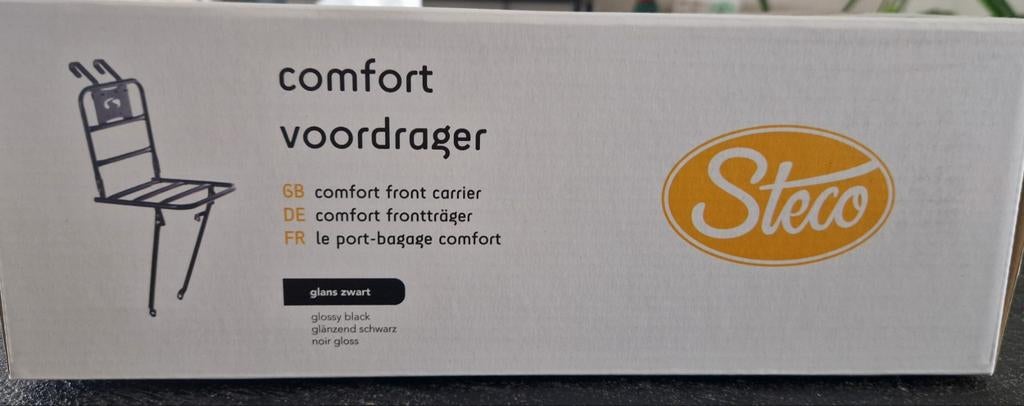 comfort
voordrager
GB comfort front carrier
DE comfort frontträger
FR le port-bagage comfort
glans zwart
glossy black
glänzend schwarz
noir gloss
Steco